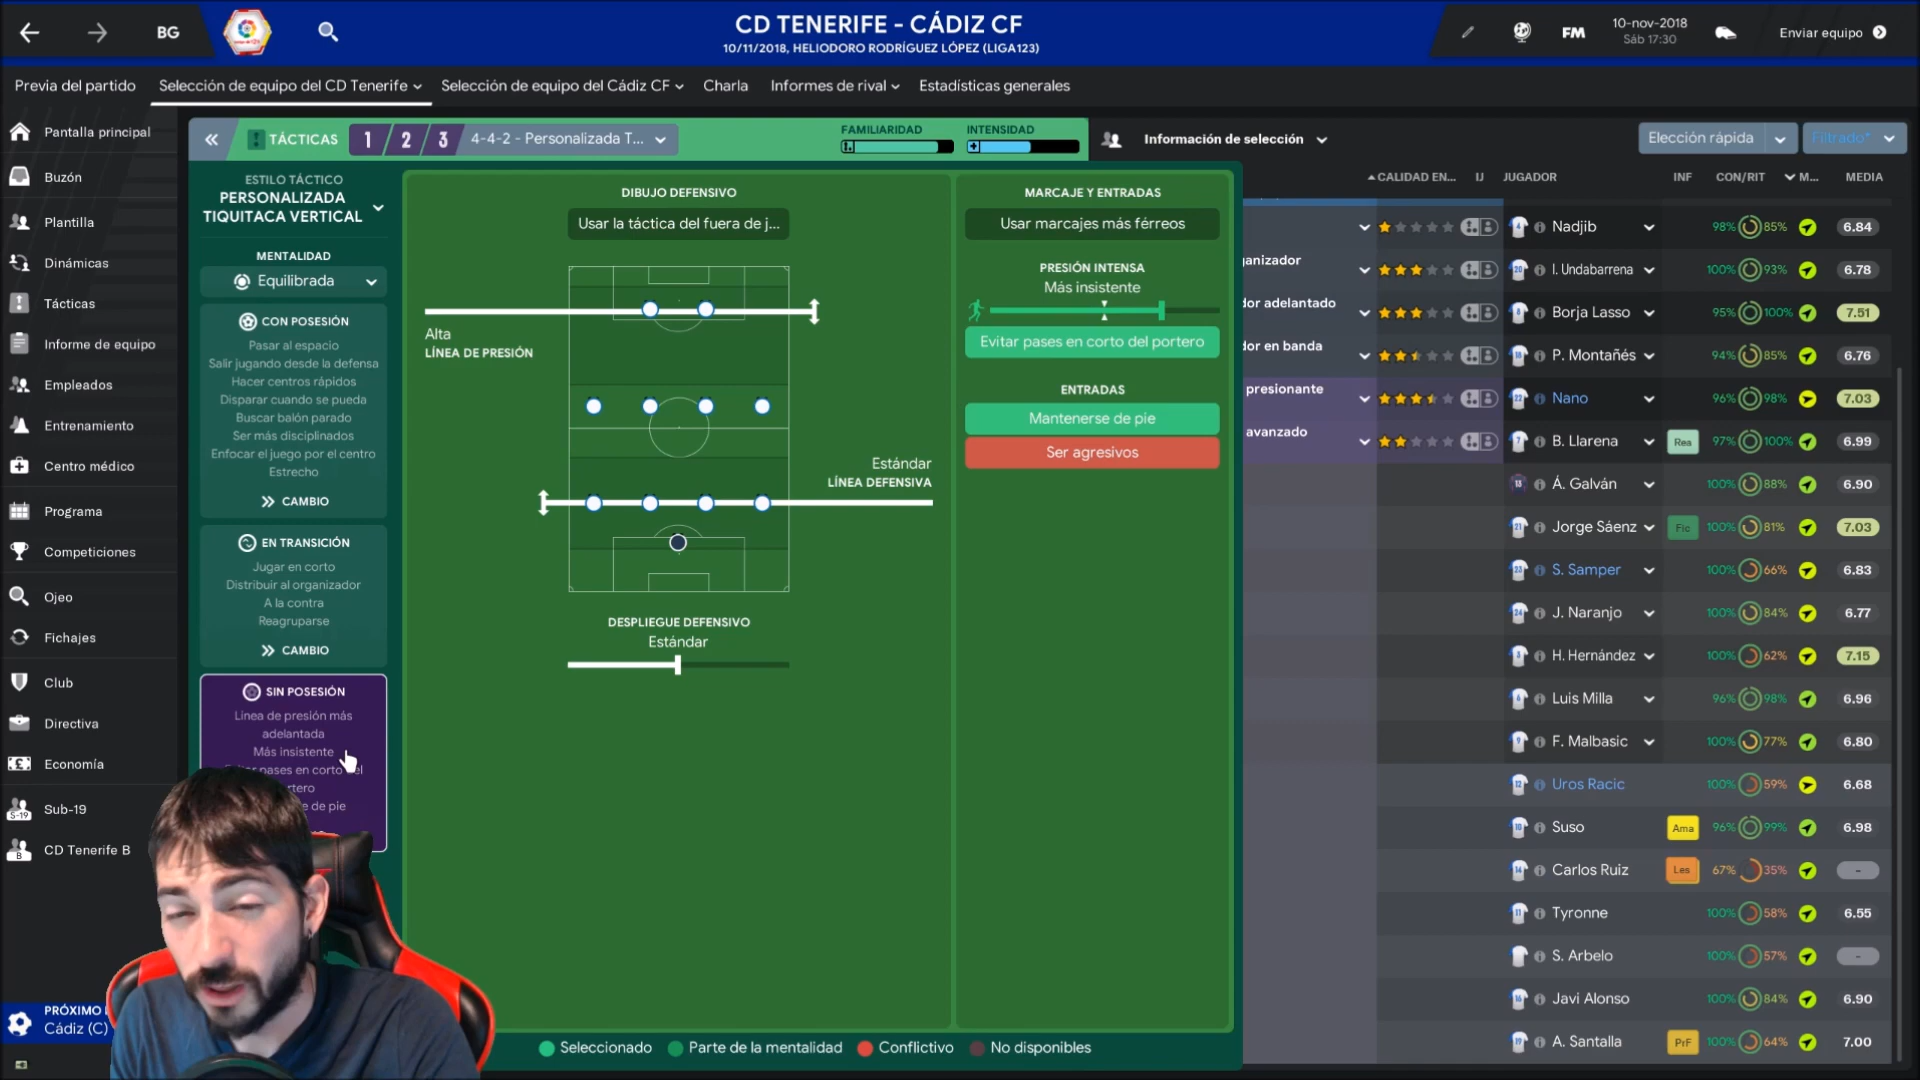 BG
CD TENERIFE - CÁDIZ CF
10/11/2018, HELIODORO RODRÍGUEZ LÓPEZ (LIGA123)
FM
10-nov-2018
Sáb 17:30
Enviar equipo
Previa del partido
Selección de equipo del CD Tenerife
Selección de equipo del Cádiz CF
Charla
Informes de rival
Estadísticas generales
Pantalla principal
Buzón
Plantilla
Dinámicas
Tácticas
Informe de equipo
Empleados
Entrenamiento
Centro médico
Programa
Competiciones
Ojeo
Fichajes
Club
Directiva
Economía
Sub-19
CD Tenerife B
PRÓXIMO
Cádiz (C)
TÁCTICAS
1 2 3
4-4-2 - Personalizada T...
FAMILIARIDAD
INTENSIDAD
Información de selección
Elección rápida
Filtrado*
ESTILO TÁCTICO
PERSONALIZADA
TIQUITACA VERTICAL
MENTALIDAD
Equilibrada
CON POSESIÓN
Pasar al espacio
Salir jugando desde la defensa
Hacer centros rápidos
Disparar cuando se pueda
Buscar balón parado
Ser más disciplinados
Enfocar el juego por el centro
Estrecho
CAMBIO
EN TRANSICIÓN
Jugar en corto
Distribuir al organizador
A la contra
Reagruparse
CAMBIO
SIN POSESIÓN
Línea de presión más
adelantada
Más insistente
pases en corto
de pie
DIBUJO DEFENSIVO
Usar la táctica del fuera de j...
Alta
LÍNEA DE PRESIÓN
Estándar
LÍNEA DEFENSIVA
DESPLIEGUE DEFENSIVO
Estándar
MARCAJE Y ENTRADAS
Usar marcajes más férreos
PRESIÓN INTENSA
Más insistente
Evitar pases en corto del portero
ENTRADAS
Mantenerse de pie
Ser agresivos
Seleccionado
Parte de la mentalidad
Conflictivo
No disponibles
CALIDAD EN... IJ JUGADOR INF CON/RIT M... MEDIA
Nadjib 98% 85% 6.84
ganizador I. Undabarrena 100% 93% 6.78
dor adelantado Borja Lasso 95% 100% 7.51
dor en banda P. Montañés 94% 85% 6.76
presionante Nano 96% 98% 7.03
avanzado B. Llarena Rea 97% 100% 6.99
Á. Galván 100% 88% 6.90
Jorge Sáenz Fic 100% 81% 7.03
S. Samper 100% 66% 6.83
J. Naranjo 100% 84% 6.77
H. Hernández 100% 62% 7.15
Luis Milla 96% 98% 6.96
F. Malbasic 100% 77% 6.80
Uros Racic 100% 59% 6.68
Suso Ama 96% 99% 6.98
Carlos Ruiz Les 67% 35% -
Tyronne 100% 58% 6.55
S. Arbelo 100% 57% -
Javi Alonso 100% 84% 6.90
A. Santalla PrF 100% 64% 7.00